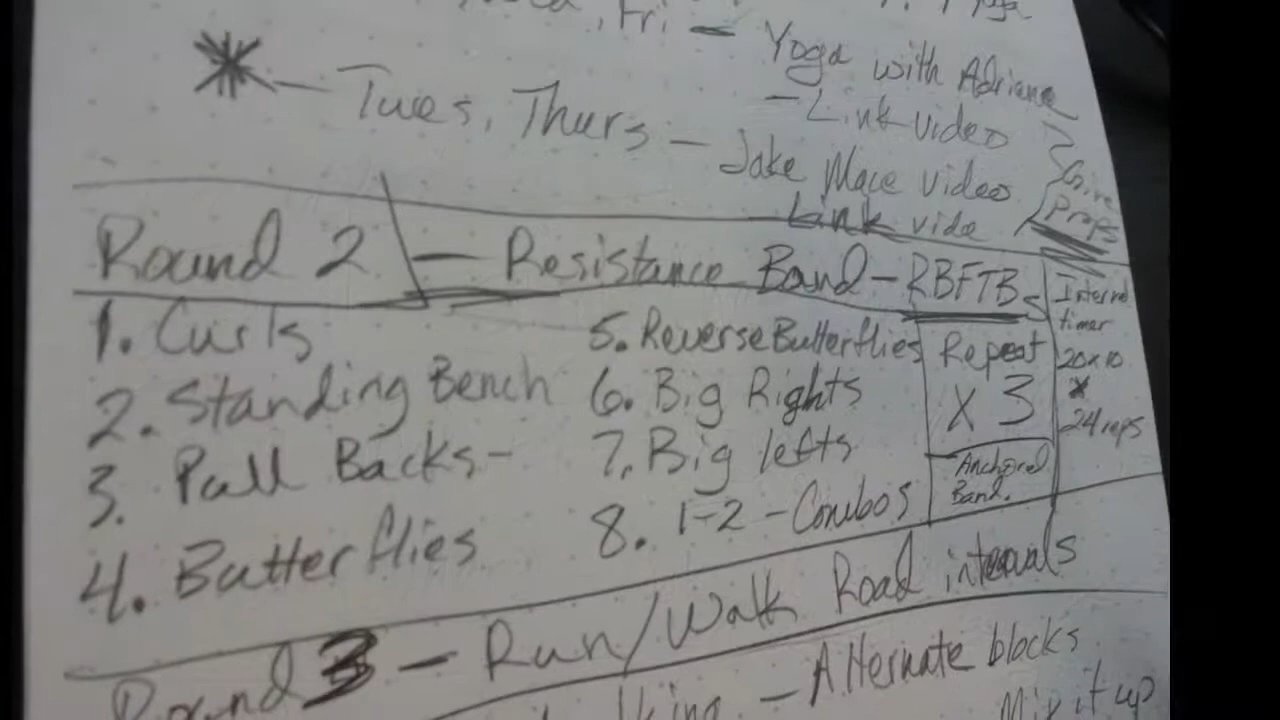 Fri - Yoga with Adriene
- Link video
* - Tues, Thurs - Jake Mace videos
Link vide
Give
Props
Round 2 - Resistance Band - RBFTB
1. Curls
2. Standing Bench
3. Pull Backs -
4. Butterflies
5. Reverse Butterflies
6. Big Rights
7. Big lefts
8. 1-2 - Combos
Repeat
X 3
Anchored
Band.
timer
20x10
*
24 reps
Round 3 - Run/Walk Road intervals
- Alternate blocks
Mix it up